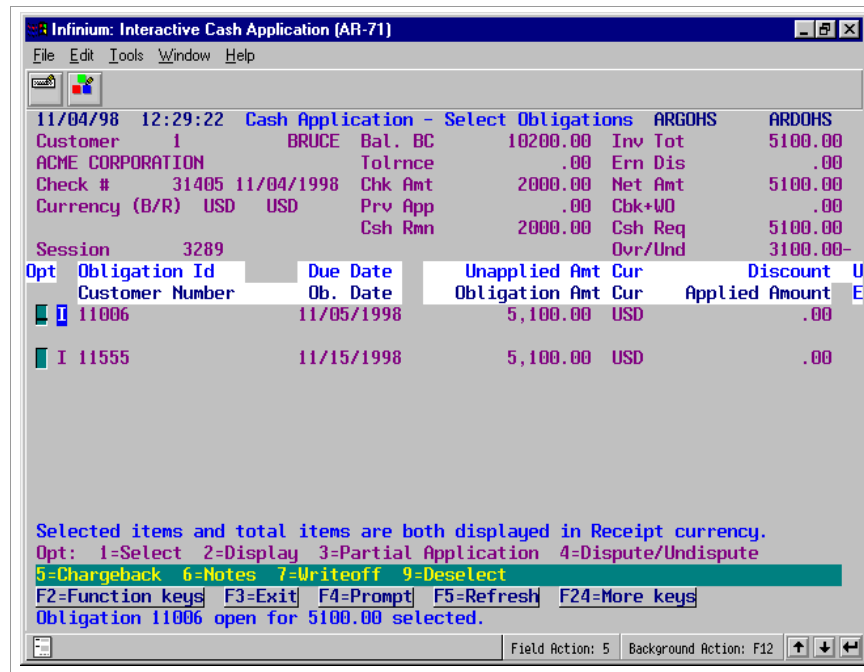 Infinium: Interactive Cash Application (AR-71)
File Edit Tools Window Help
11/04/98 12:29:22 Cash Application - Select Obligations ARGOHS ARDOHS
Customer 1 BRUCE Bal. BC 10200.00 Inv Tot 5100.00
ACME CORPORATION Tolrnce .00 Ern Dis .00
Check # 31405 11/04/1998 Chk Amt 2000.00 Net Amt 5100.00
Currency (B/R) USD USD Prv App .00 Cbk+WO .00
Csh Rmn 2000.00 Csh Req 5100.00
Session 3289 Ovr/Und 3100.00-
Opt Obligation Id Due Date Unapplied Amt Cur Discount U
Customer Number Ob. Date Obligation Amt Cur Applied Amount E
I 11006 11/05/1998 5,100.00 USD .00
I 11555 11/15/1998 5,100.00 USD .00
Selected items and total items are both displayed in Receipt currency.
Opt: 1=Select 2=Display 3=Partial Application 4=Dispute/Undispute
5=Chargeback 6=Notes 7=Writeoff 9=Deselect
F2=Function keys F3=Exit F4=Prompt F5=Refresh F24=More keys
Obligation 11006 open for 5100.00 selected.
Field Action: 5 Background Action: F12